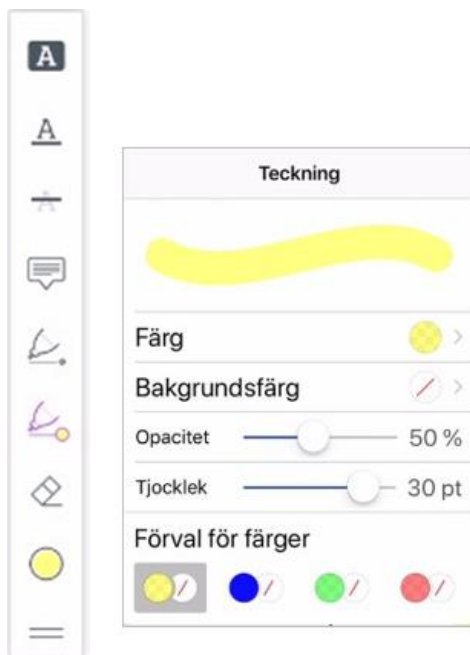 A
A
A
Teckning
Färg
Bakgrundsfärg
Opacitet 50 %
Tjocklek 30 pt
Förval för färger